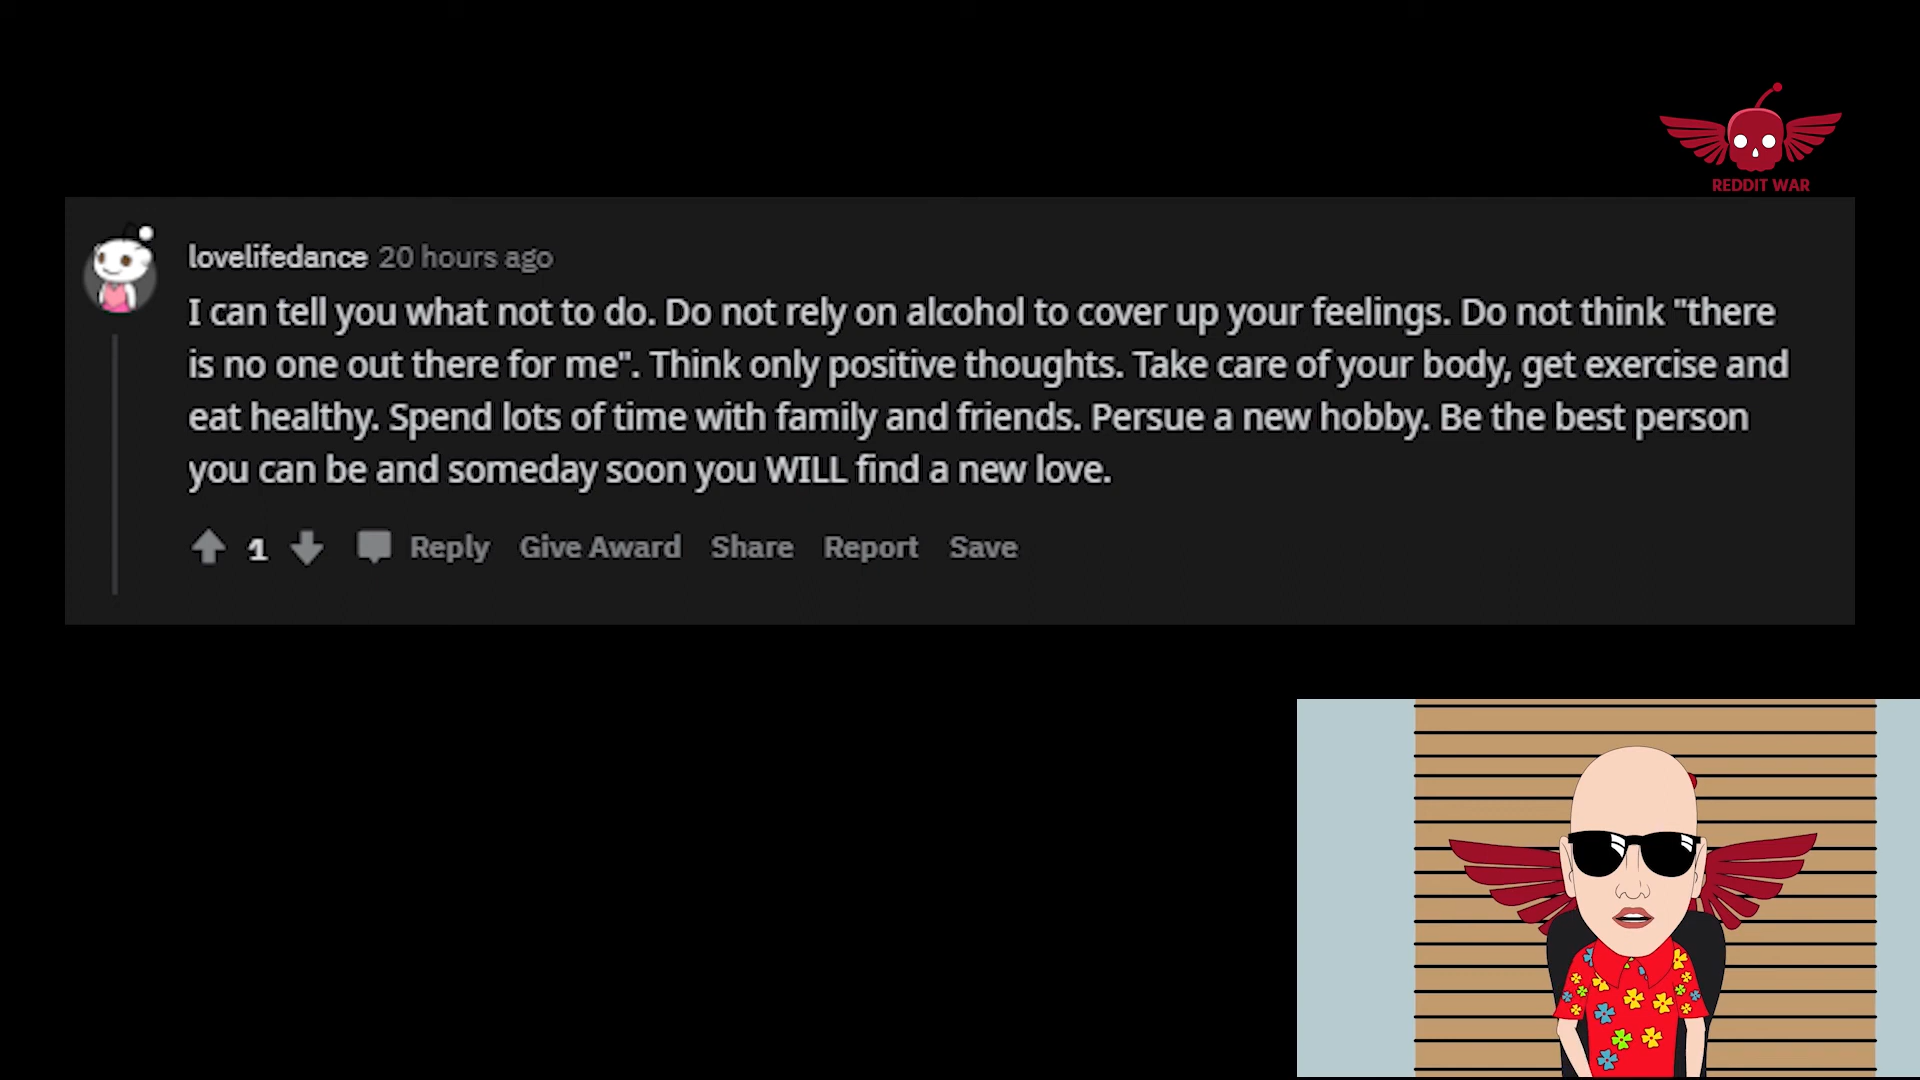 REDDIT WAR
lovelifedance 20 hours ago
I can tell you what not to do. Do not rely on alcohol to cover up your feelings. Do not think "there
is no one out there for me". Think only positive thoughts. Take care of your body, get exercise and
eat healthy. Spend lots of time with family and friends. Persue a new hobby. Be the best person
you can be and someday soon you WILL find a new love.
1 Reply Give Award Share Report Save